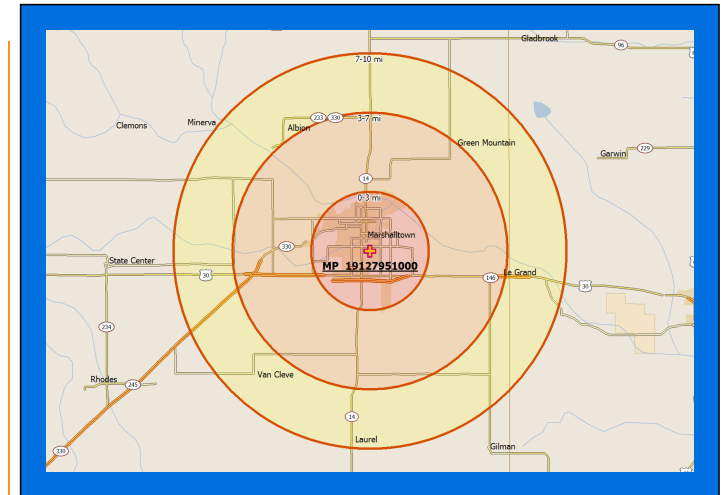 Gladbrook
96
7-10 mi
Clemons
Minerva
Albion
233
330
3-7 mi
Green Mountain
Garwin
229
14
0-3 mi
Marshalltown
330
State Center
30
MP 19127951000
146
Le Grand
30
234
Rhodes
245
Van Cleve
14
Laurel
Gilman
330